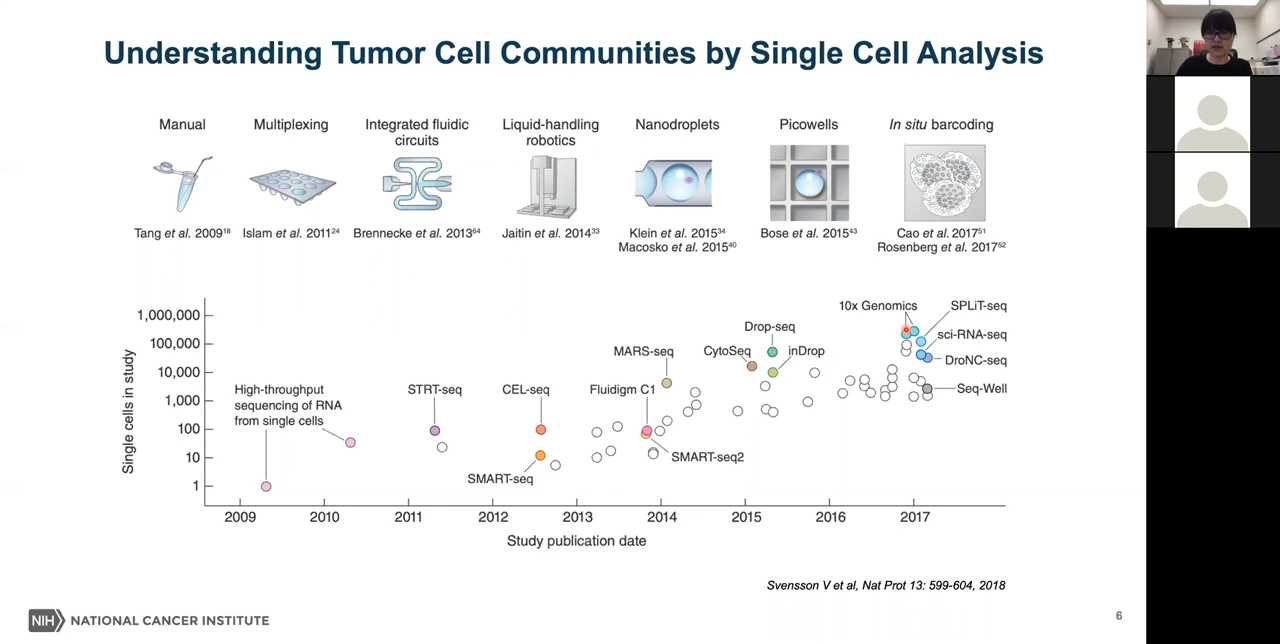 Understanding Tumor Cell Communities by Single Cell Analysis
Manual
Multiplexing
Integrated fluidic
circuits
Liquid-handling
robotics
Nanodroplets
Picowells
In situ barcoding
Tang et al. 2009¹⁸
Islam et al. 2011²⁴
Brennecke et al. 2013⁶⁴
Jaitin et al. 2014³³
Klein et al. 2015³⁴
Macosko et al. 2015⁴⁰
Bose et al. 2015⁴³
Cao et al. 2017⁵¹
Rosenberg et al. 2017⁵²
Single cells in study
1,000,000
100,000
10,000
1,000
100
10
1
High-throughput
sequencing of RNA
from single cells
STRT-seq
CEL-seq
SMART-seq
Fluidigm C1
SMART-seq2
MARS-seq
CytoSeq
Drop-seq
inDrop
10x Genomics
SPLiT-seq
sci-RNA-seq
DroNC-seq
Seq-Well
2009
2010
2011
2012
2013
2014
2015
2016
2017
Study publication date
Svensson V et al, Nat Prot 13: 599-604, 2018
NIH NATIONAL CANCER INSTITUTE
6